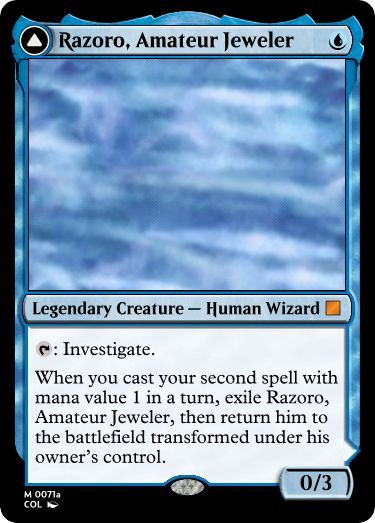 Razoro, Amateur Jeweler
Legendary Creature — Human Wizard
: Investigate.
When you cast your second spell with
mana value 1 in a turn, exile Razoro,
Amateur Jeweler, then return him to
the battlefield transformed under his
owner's control.
0/3
M 0071a
COL